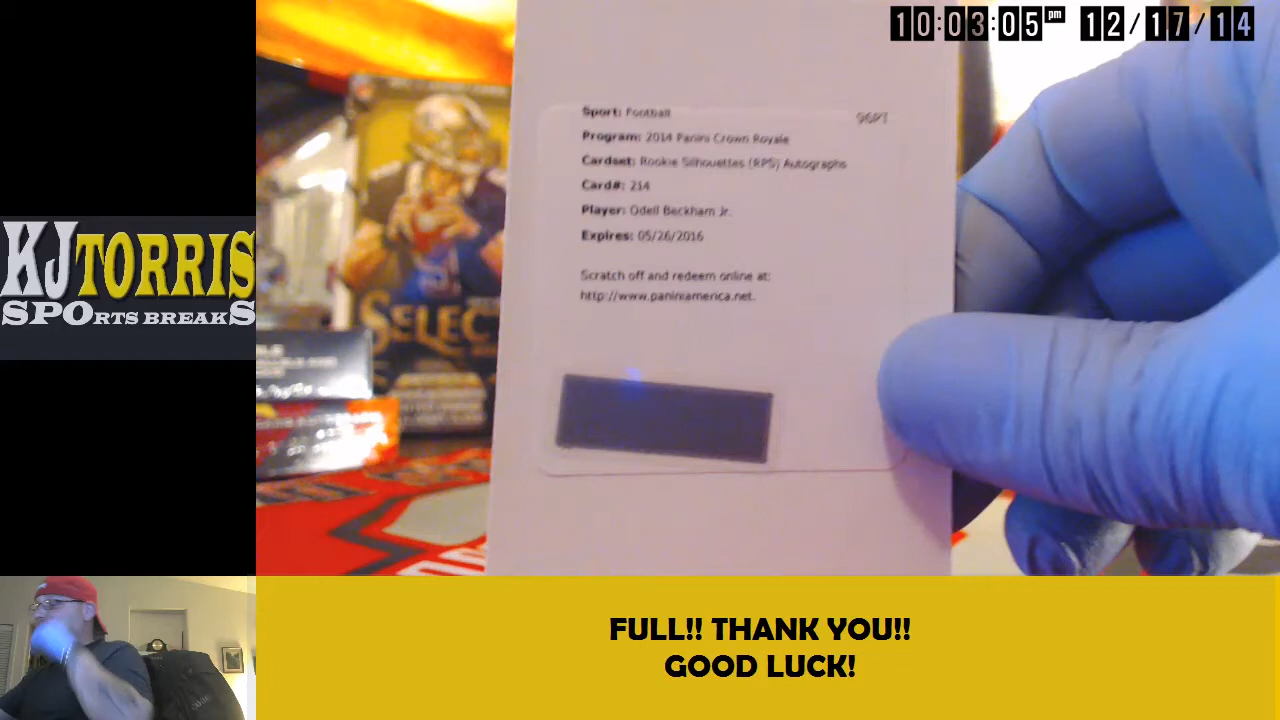 10:03:05 pm 12/17/14
Sport: Football
96PT
Program: 2014 Panini Crown Royale
Cardset: Rookie Silhouettes (RPS) Autographs
Card#: 214
Player: Odell Beckham Jr.
Expires: 05/26/2016
Scratch off and redeem online at:
http://www.paniniamerica.net.
SELEC
KJTORRIS
SPORTS BREAKS
FULL!! THANK YOU!!
GOOD LUCK!